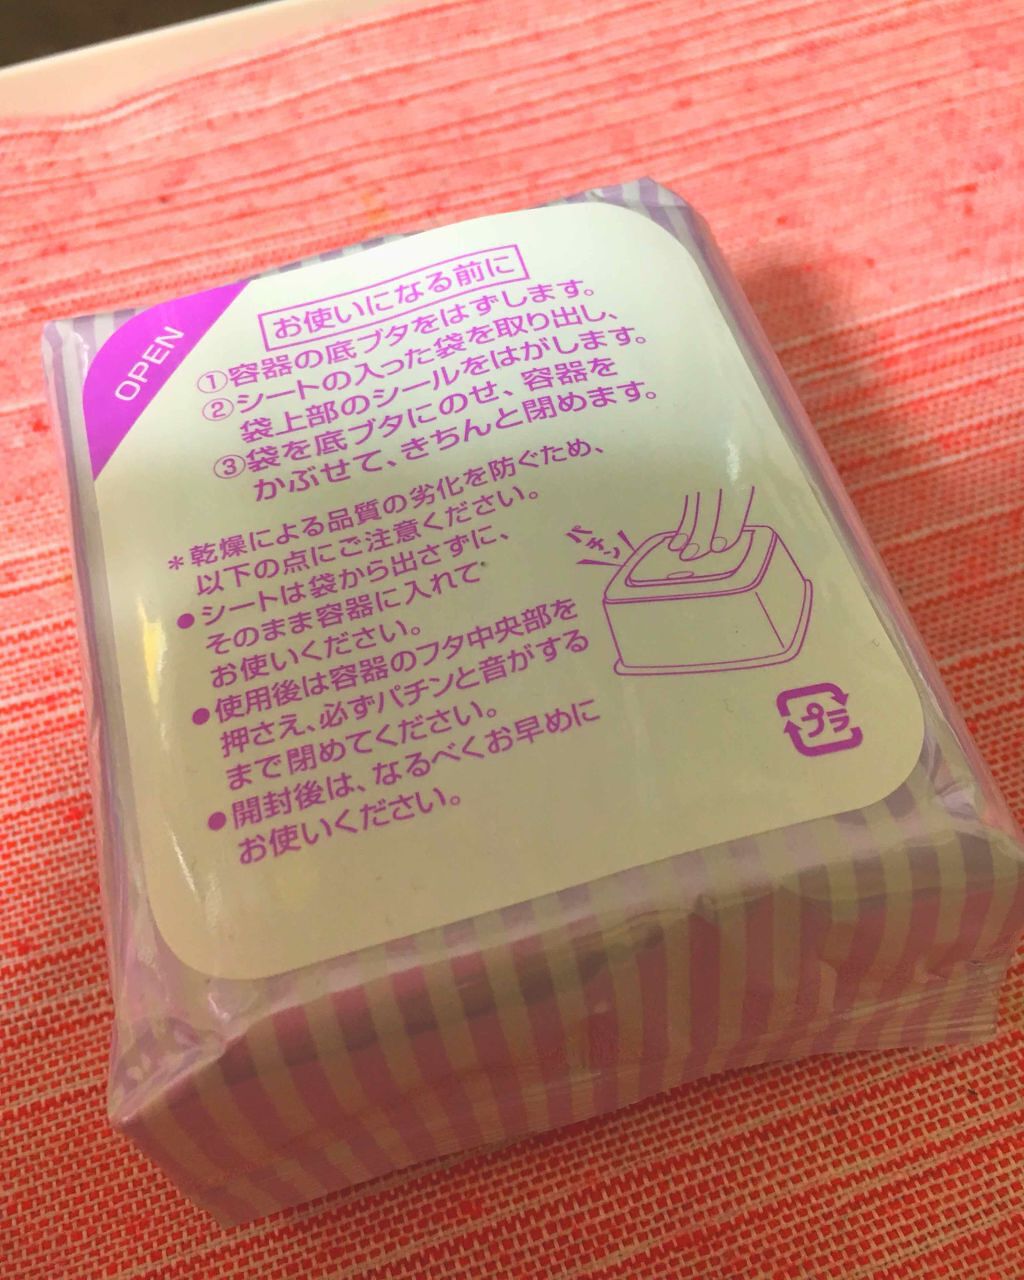 OPEN
お使いになる前に
①容器の底ブタをはずします。
②シートの入った袋を取り出し、
袋上部のシールをはがします。
③袋を底ブタにのせ、容器を
かぶせて、きちんと閉めます。
＊乾燥による品質の劣化を防ぐため、
以下の点にご注意ください。
●シートは袋から出さずに、
そのまま容器に入れて
お使いください。
●使用後は容器のフタ中央部を
押さえ、必ずパチンと音がする
まで閉めてください。
●開封後は、なるべくお早めに
お使いください。
パチン!
プラ